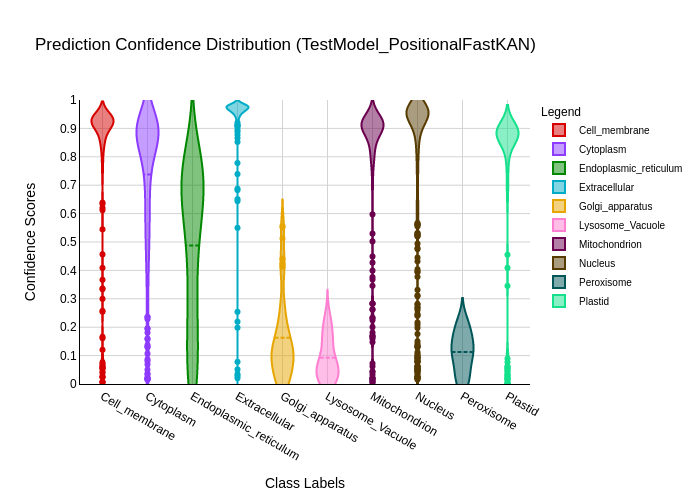 Prediction Confidence Distribution (TestModel_PositionalFastKAN)
Confidence Scores
1
0.9
0.8
0.7
0.6
0.5
0.4
0.3
0.2
0.1
0
Cell_membrane
Cytoplasm
Endoplasmic_reticulum
Extracellular
Golgi_apparatus
Lysosome_Vacuole
Mitochondrion
Nucleus
Peroxisome
Plastid
Class Labels
Legend
Cell_membrane
Cytoplasm
Endoplasmic_reticulum
Extracellular
Golgi_apparatus
Lysosome_Vacuole
Mitochondrion
Nucleus
Peroxisome
Plastid